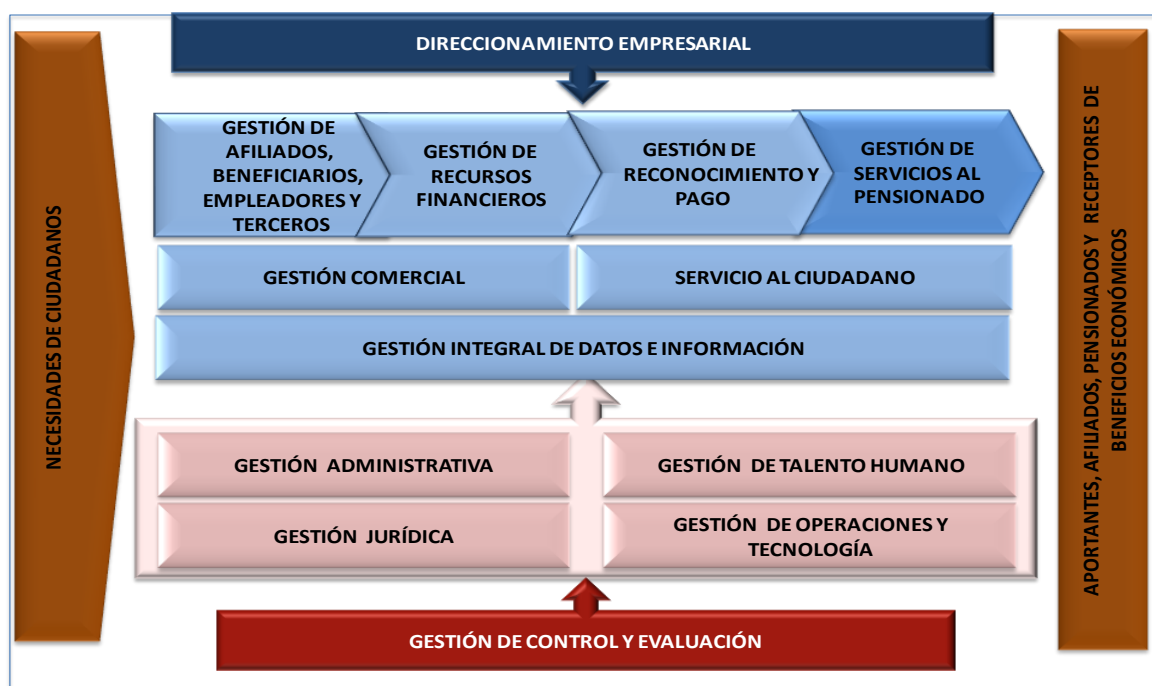 DIRECCIONAMIENTO EMPRESARIAL
NECESIDADES DE CIUDADANOS
GESTIÓN DE
AFILIADOS,
BENEFICIARIOS,
EMPLEADORES Y
TERCEROS
GESTIÓN DE
RECURSOS
FINANCIEROS
GESTIÓN DE
RECONOCIMIENTO Y
PAGO
GESTIÓN DE
SERVICIOS AL
PENSIONADO
GESTIÓN COMERCIAL
SERVICIO AL CIUDADANO
GESTIÓN INTEGRAL DE DATOS E INFORMACIÓN
GESTIÓN ADMINISTRATIVA
GESTIÓN DE TALENTO HUMANO
GESTIÓN JURÍDICA
GESTIÓN DE OPERACIONES Y
TECNOLOGÍA
GESTIÓN DE CONTROL Y EVALUACIÓN
APORTANTES, AFILIADOS, PENSIONADOS Y RECEPTORES DE
BENEFICIOS ECONÓMICOS